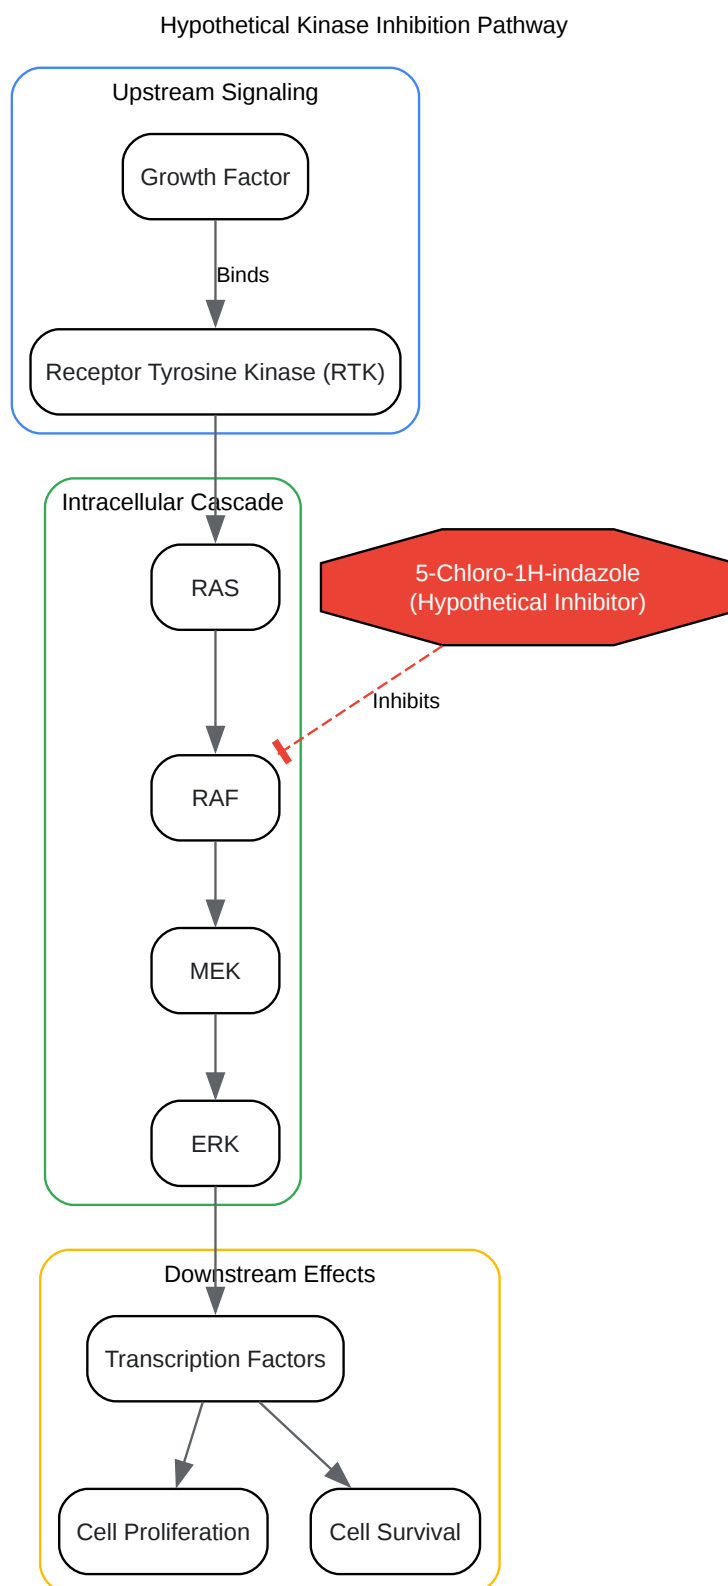 Hypothetical Kinase Inhibition Pathway
Upstream Signaling
Growth Factor
Binds
Receptor Tyrosine Kinase (RTK)
Intracellular Cascade
RAS
5-Chloro-1H-indazole
(Hypothetical Inhibitor)
Inhibits
RAF
MEK
ERK
Downstream Effects
Transcription Factors
Cell Proliferation
Cell Survival